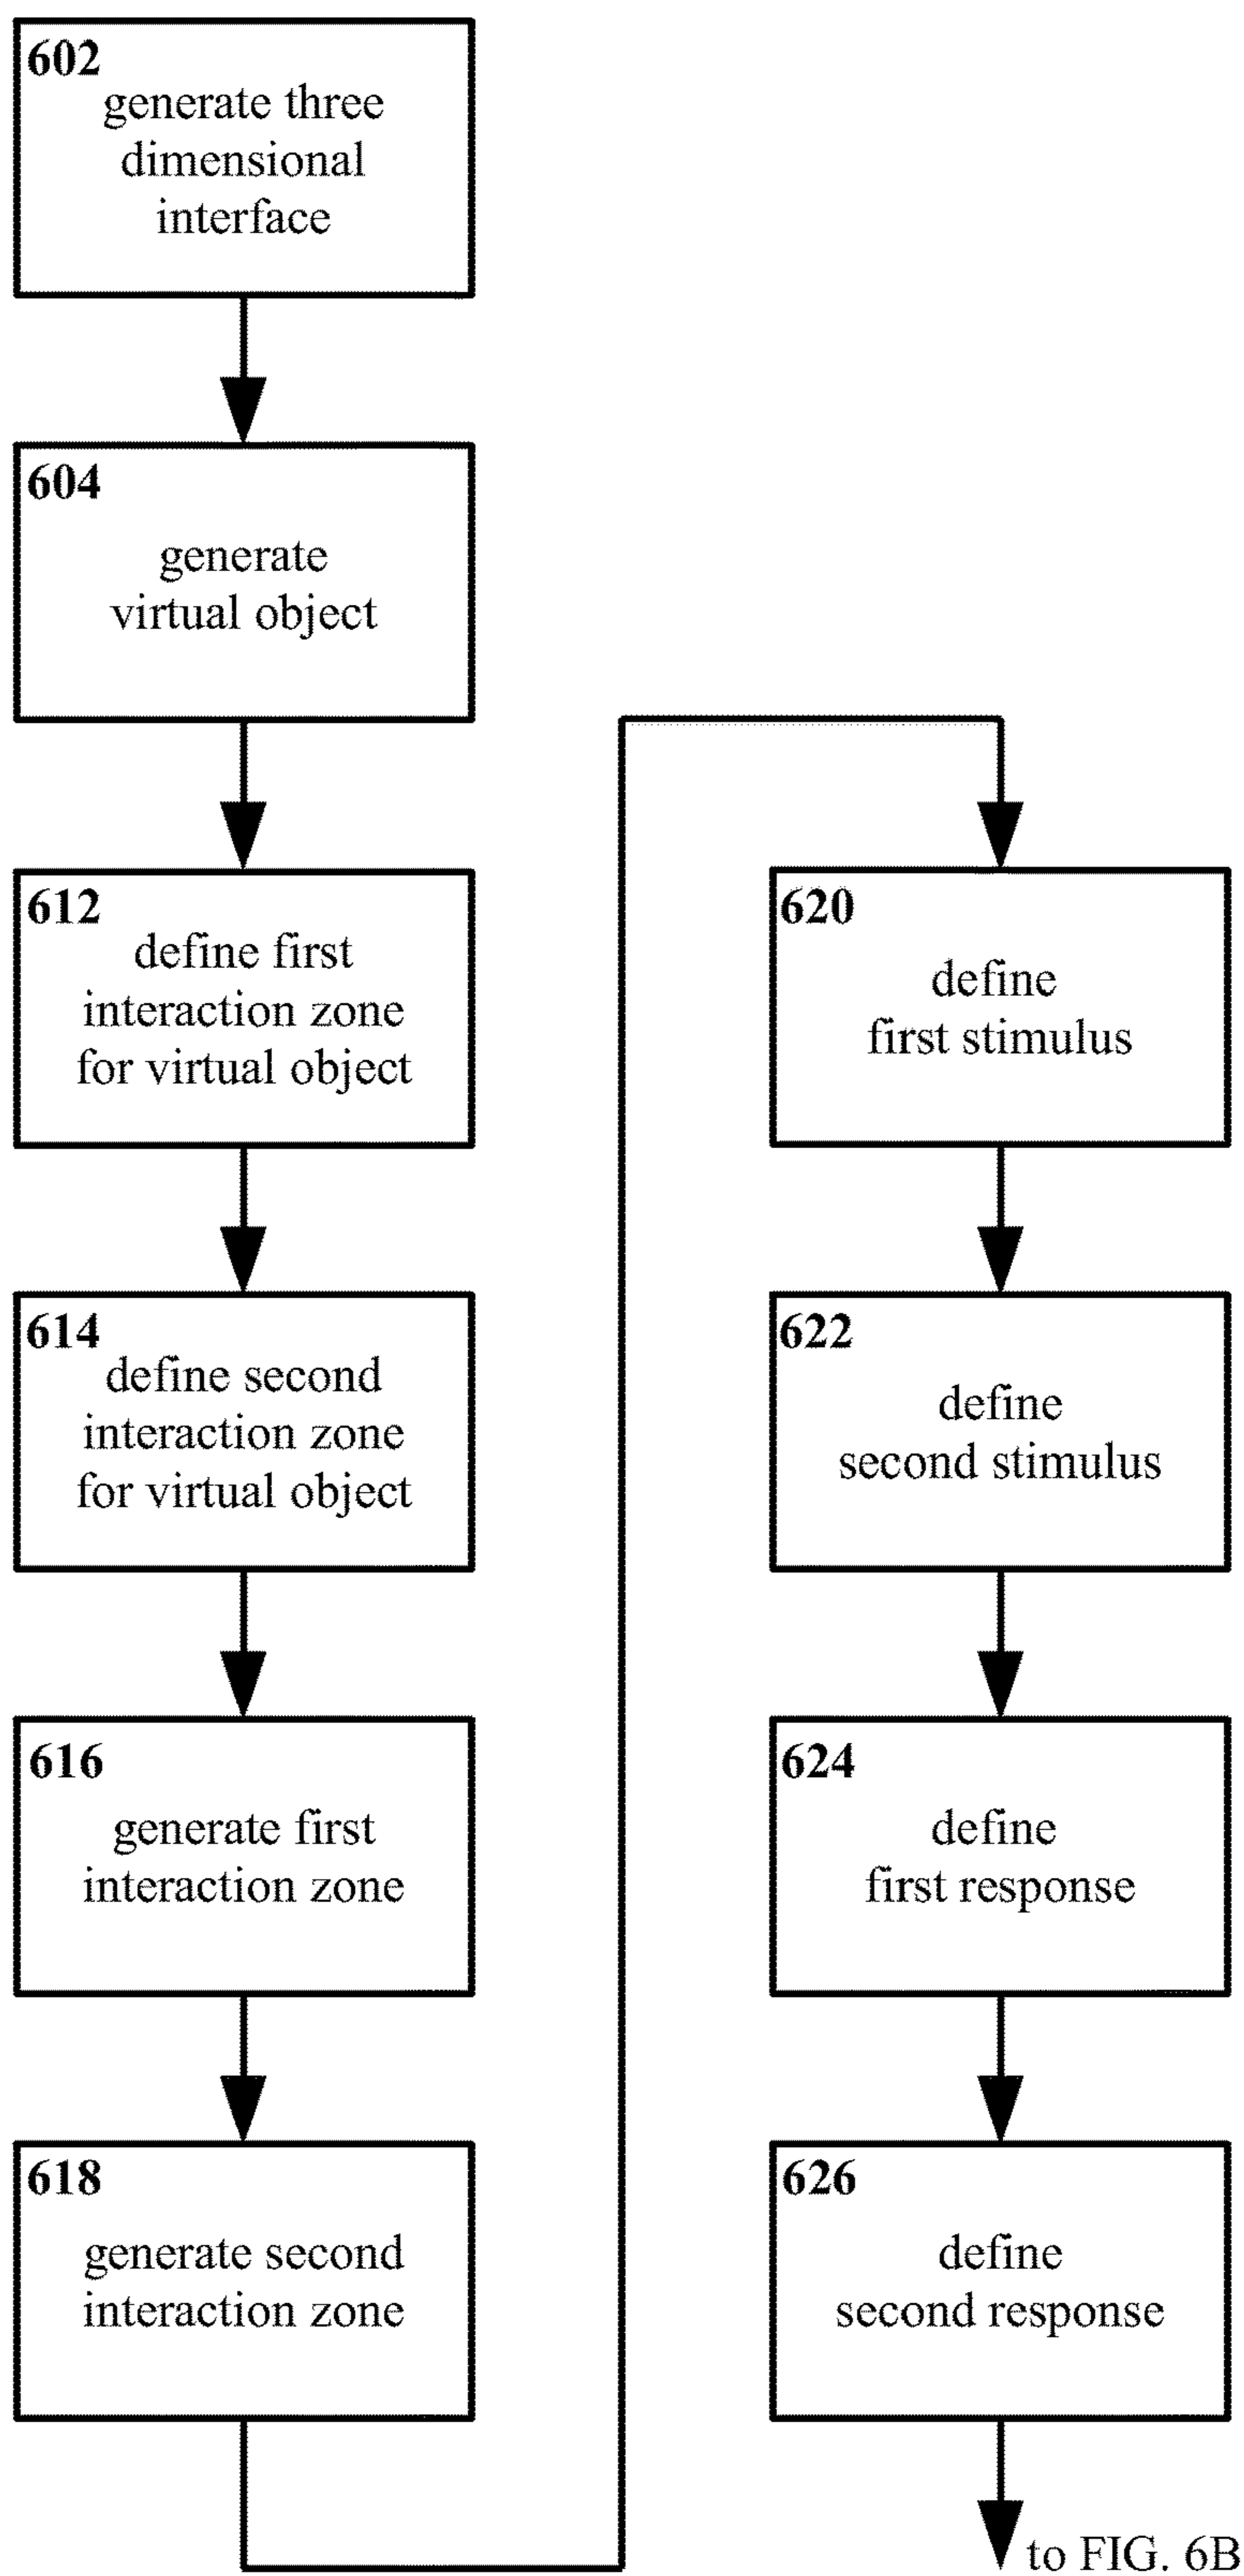 602
generate three
dimensional
interface
604
generate
virtual object
612
define first
interaction zone
for virtual object
614
define second
interaction zone
for virtual object
616
generate first
interaction zone
618
generate second
interaction zone
620
define
first stimulus
622
define
second stimulus
624
define
first response
626
define
second response
to FIG. 6B